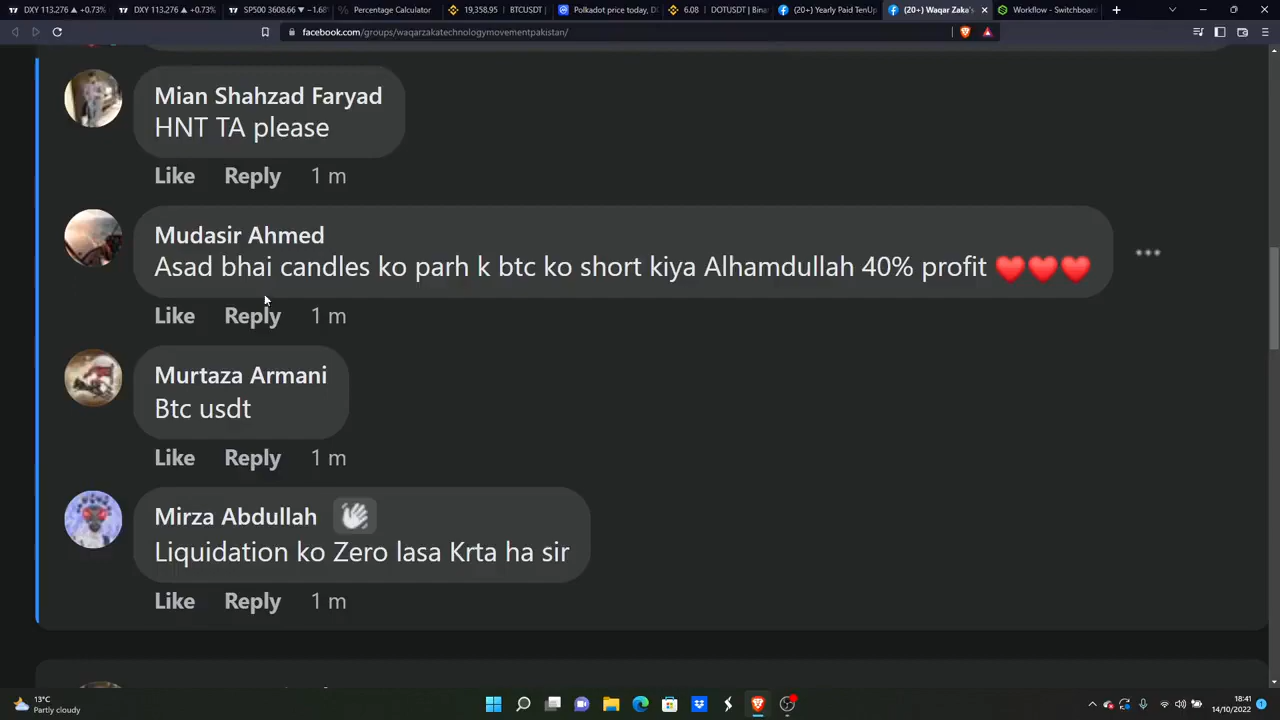 DXY 113.276 ▲ +0.73%
DXY 113.276 ▲ +0.73%
SP500 3608.66 ▼ −1.68
Percentage Calculator
19,358.95 | BTCUSDT |
Polkadot price today, D
6.08 | DOTUSDT | Binan
(20+) Yearly Paid TenUp
(20+) Waqar Zaka's
Workflow - Switchboard
facebook.com/groups/waqarzakatechnologymovementpakistan/
Mian Shahzad Faryad
HNT TA please
Like Reply 1 m
Mudasir Ahmed
Asad bhai candles ko parh k btc ko short kiya Alhamdullah 40% profit ❤️❤️❤️
Like Reply 1 m
Murtaza Armani
Btc usdt
Like Reply 1 m
Mirza Abdullah 👋
Liquidation ko Zero lasa Krta ha sir
Like Reply 1 m
13°C
Partly cloudy
18:41
14/10/2022